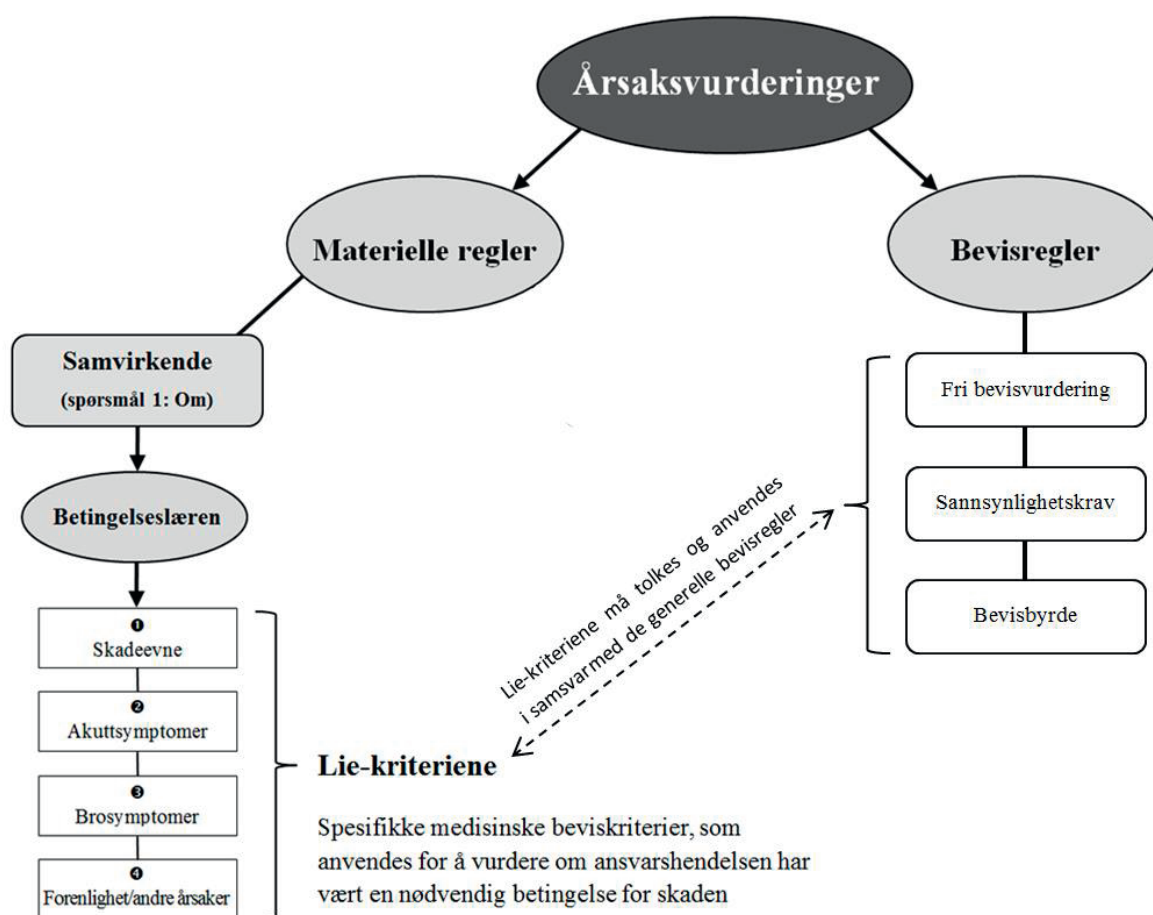 Årsaksvurderinger
Materielle regler
Bevisregler
Samvirkende
(spørsmål 1: Om)
Betingelseslæren
❶
Skadeevne
❷
Akuttsymptomer
❸
Brosymptomer
❹
Forenlighet/andre årsaker
Lie-kriteriene
Spesifikke medisinske beviskriterier, som
anvendes for å vurdere om ansvarshendelsen har
vært en nødvendig betingelse for skaden
Lie-kriteriene må tolkes og anvendes
i samsvarmed de generelle bevisregler
Fri bevisvurdering
Sannsynlighetskrav
Bevisbyrde